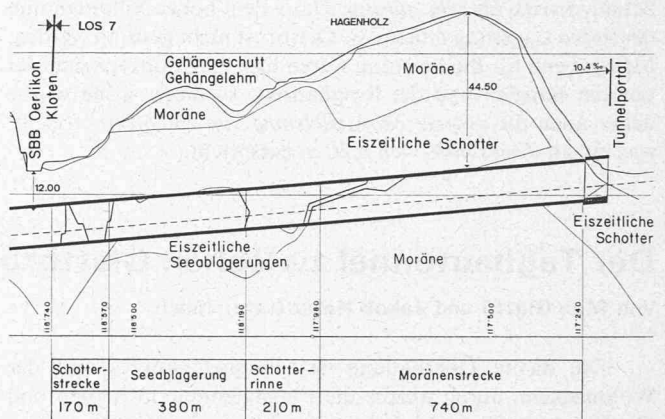 LOS 7
SBB Oerlikon
Kloten
HAGENHOLZ
Gehängeschutt
Gehängelehm
Moräne
Moräne
44.50
10.4‰
Tunnelportal
12.00
Eiszeitliche Schotter
Eiszeitliche
Seeablagerungen
Moräne
Eiszeitliche
Schotter
118'740
118'570
118'500
118'190
117'980
117'500
117'240
Schotter-
strecke
Seeablagerung
Schotter-
rinne
Moränenstrecke
170 m
380 m
210 m
740 m